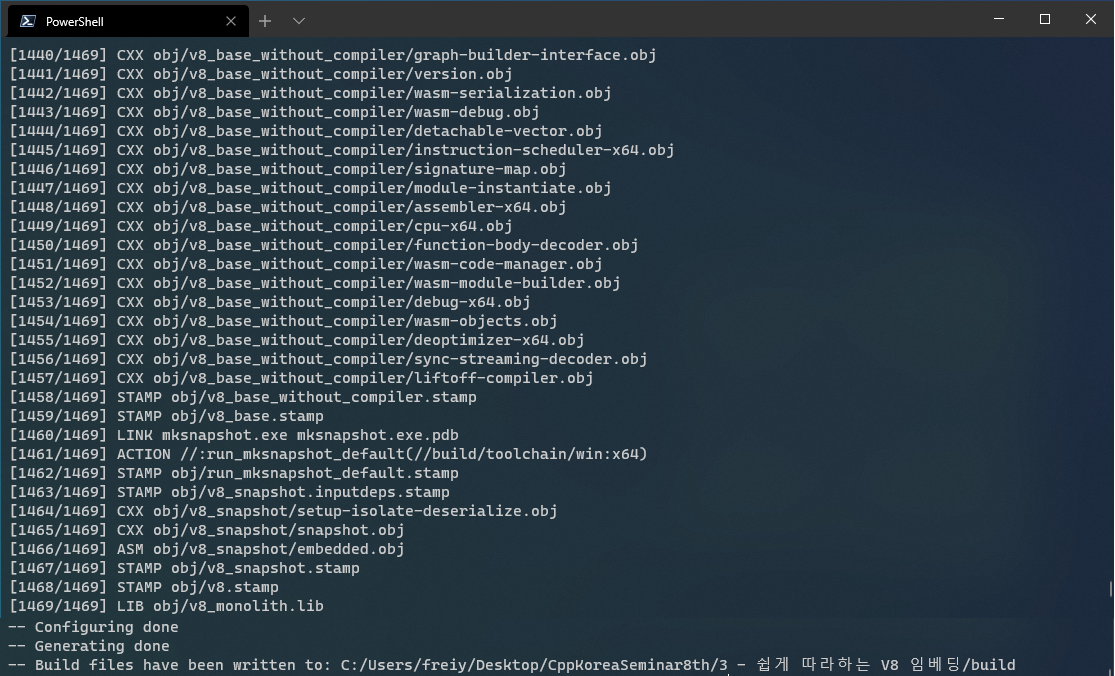 PowerShell
[1440/1469] CXX obj/v8_base_without_compiler/graph-builder-interface.obj
[1441/1469] CXX obj/v8_base_without_compiler/version.obj
[1442/1469] CXX obj/v8_base_without_compiler/wasm-serialization.obj
[1443/1469] CXX obj/v8_base_without_compiler/wasm-debug.obj
[1444/1469] CXX obj/v8_base_without_compiler/detachable-vector.obj
[1445/1469] CXX obj/v8_base_without_compiler/instruction-scheduler-x64.obj
[1446/1469] CXX obj/v8_base_without_compiler/signature-map.obj
[1447/1469] CXX obj/v8_base_without_compiler/module-instantiate.obj
[1448/1469] CXX obj/v8_base_without_compiler/assembler-x64.obj
[1449/1469] CXX obj/v8_base_without_compiler/cpu-x64.obj
[1450/1469] CXX obj/v8_base_without_compiler/function-body-decoder.obj
[1451/1469] CXX obj/v8_base_without_compiler/wasm-code-manager.obj
[1452/1469] CXX obj/v8_base_without_compiler/wasm-module-builder.obj
[1453/1469] CXX obj/v8_base_without_compiler/debug-x64.obj
[1454/1469] CXX obj/v8_base_without_compiler/wasm-objects.obj
[1455/1469] CXX obj/v8_base_without_compiler/deoptimizer-x64.obj
[1456/1469] CXX obj/v8_base_without_compiler/sync-streaming-decoder.obj
[1457/1469] CXX obj/v8_base_without_compiler/liftoff-compiler.obj
[1458/1469] STAMP obj/v8_base_without_compiler.stamp
[1459/1469] STAMP obj/v8_base.stamp
[1460/1469] LINK mksnapshot.exe mksnapshot.exe.pdb
[1461/1469] ACTION //:run_mksnapshot_default(//build/toolchain/win:x64)
[1462/1469] STAMP obj/run_mksnapshot_default.stamp
[1463/1469] STAMP obj/v8_snapshot.inputdeps.stamp
[1464/1469] CXX obj/v8_snapshot/setup-isolate-deserialize.obj
[1465/1469] CXX obj/v8_snapshot/snapshot.obj
[1466/1469] ASM obj/v8_snapshot/embedded.obj
[1467/1469] STAMP obj/v8_snapshot.stamp
[1468/1469] STAMP obj/v8.stamp
[1469/1469] LIB obj/v8_monolith.lib
-- Configuring done
-- Generating done
-- Build files have been written to: C:/Users/freiy/Desktop/CppKoreaSeminar8th/3 - 쉽게 따라하는 V8 임베딩/build